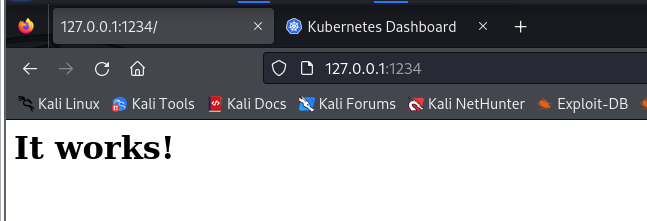 127.0.0.1:1234/ Kubernetes Dashboard
127.0.0.1:1234
Kali Linux Kali Tools Kali Docs Kali Forums Kali NetHunter Exploit-DB
It works!